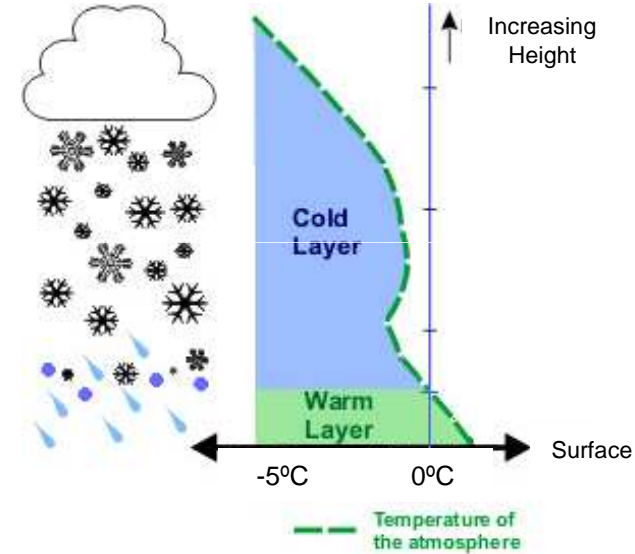 Increasing
Height
Cold
Layer
Warm
Layer
Surface
-5ºC
0ºC
Temperature of
the atmosphere